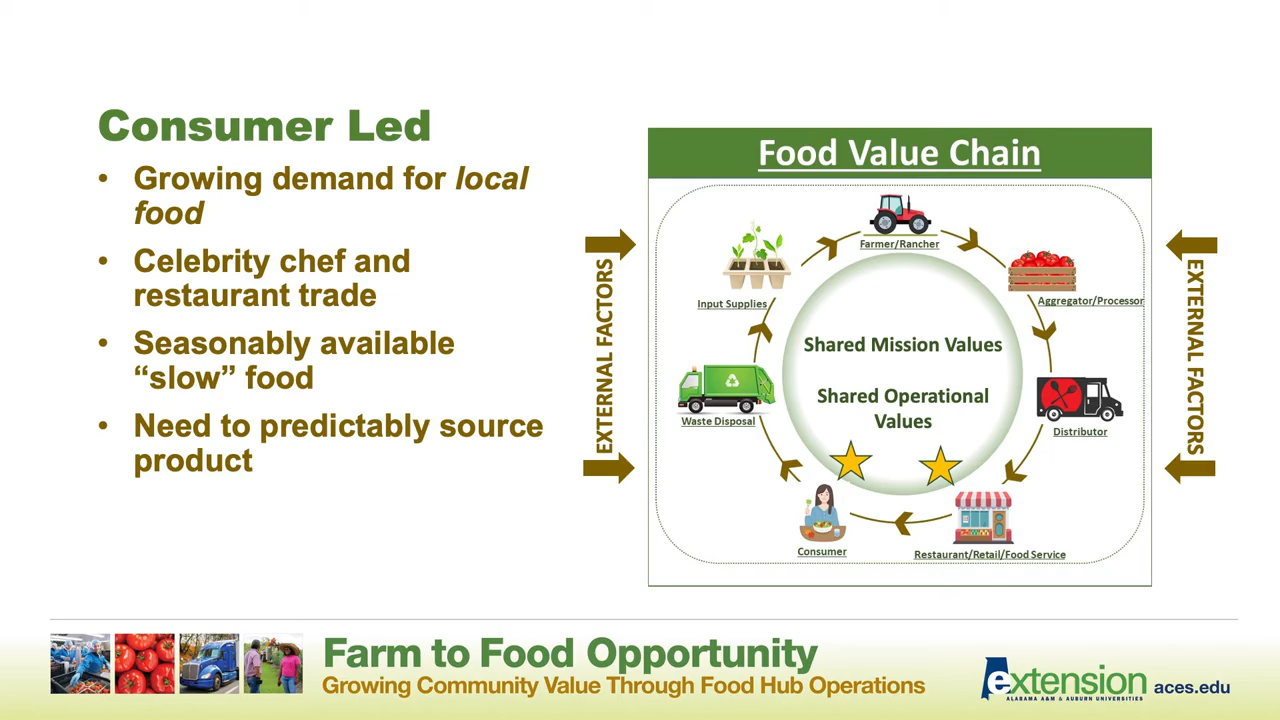 Consumer Led
• Growing demand for local
food
• Celebrity chef and
restaurant trade
• Seasonably available
“slow” food
• Need to predictably source
product
Food Value Chain
EXTERNAL FACTORS
Farmer/Rancher
Input Supplies
Aggregator/Processor
Shared Mission Values
Shared Operational
Values
Waste Disposal
Distributor
Consumer
Restaurant/Retail/Food Service
EXTERNAL FACTORS
Farm to Food Opportunity
Growing Community Value Through Food Hub Operations
extension
ALABAMA A&M & AUBURN UNIVERSITIES
aces.edu